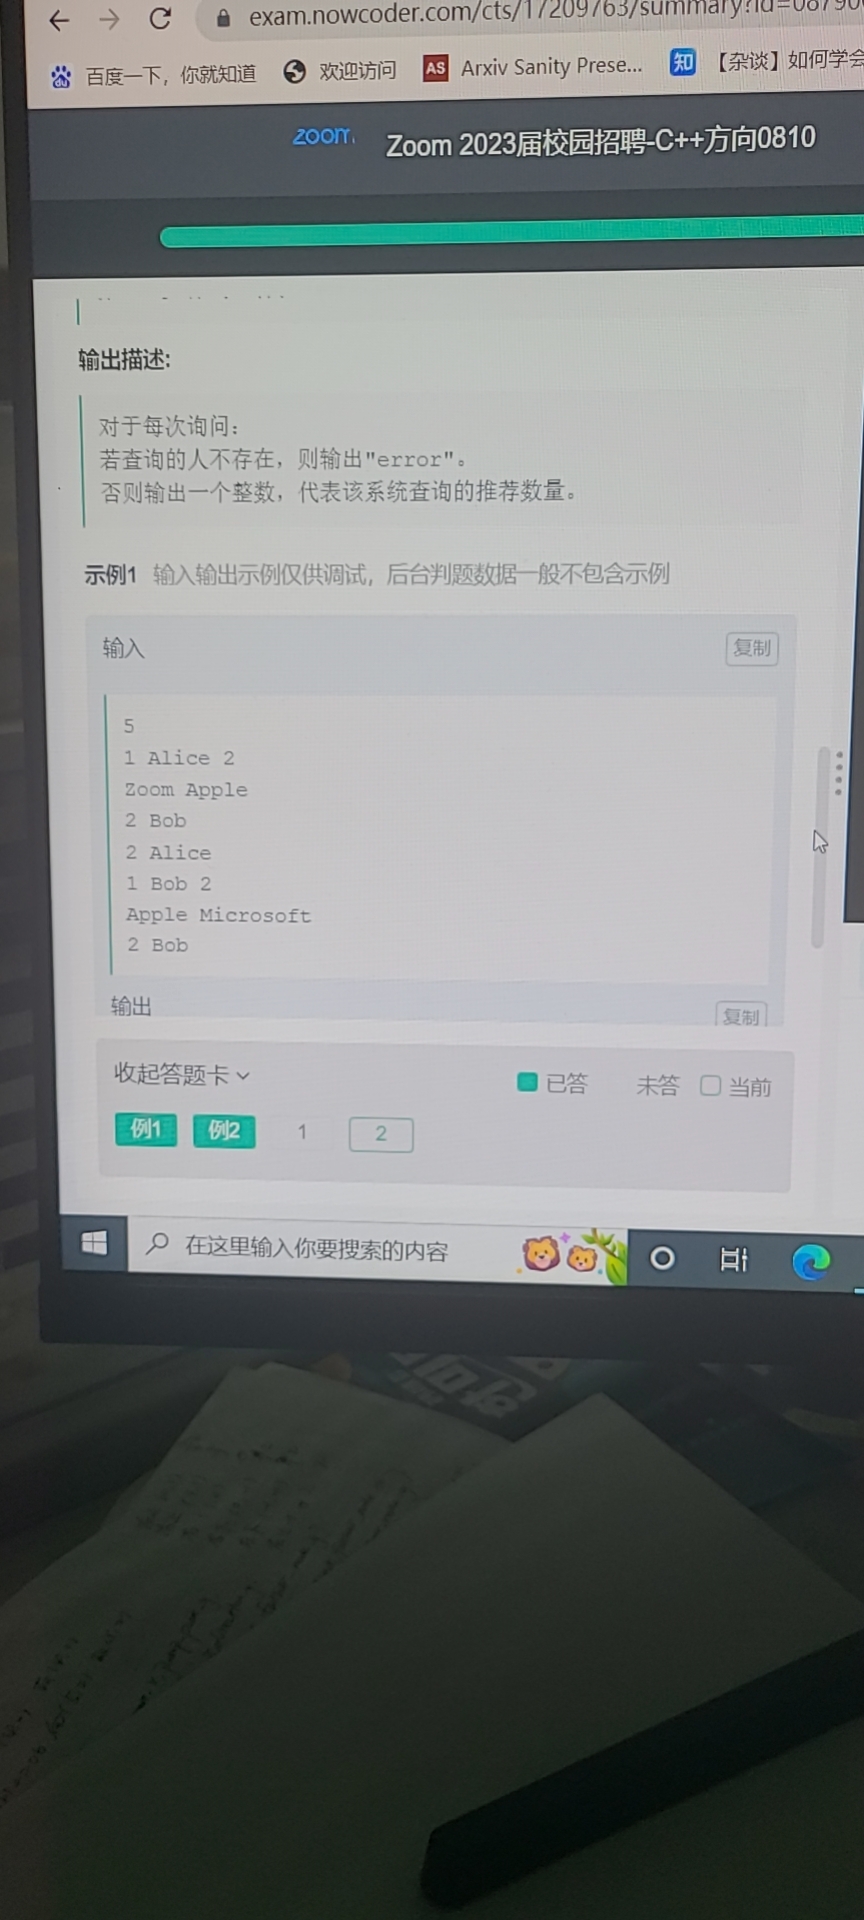 exam.nowcoder.com/cts/17209763/summary?id=
百度一下，你就知道 欢迎访问 AS Arxiv Sanity Prese... 知 【杂谈】如何学会
zoom Zoom 2023届校园招聘-C++方向0810
输出描述:
对于每次询问：
若查询的人不存在，则输出"error"。
否则输出一个整数，代表该系统查询的推荐数量。
示例1 输入输出示例仅供调试，后台判题数据一般不包含示例
输入 复制
5
1 Alice 2
Zoom Apple
2 Bob
2 Alice
1 Bob 2
Apple Microsoft
2 Bob
输出 复制
收起答题卡 已答 未答 当前
例1 例2 1 2
在这里输入你要搜索的内容